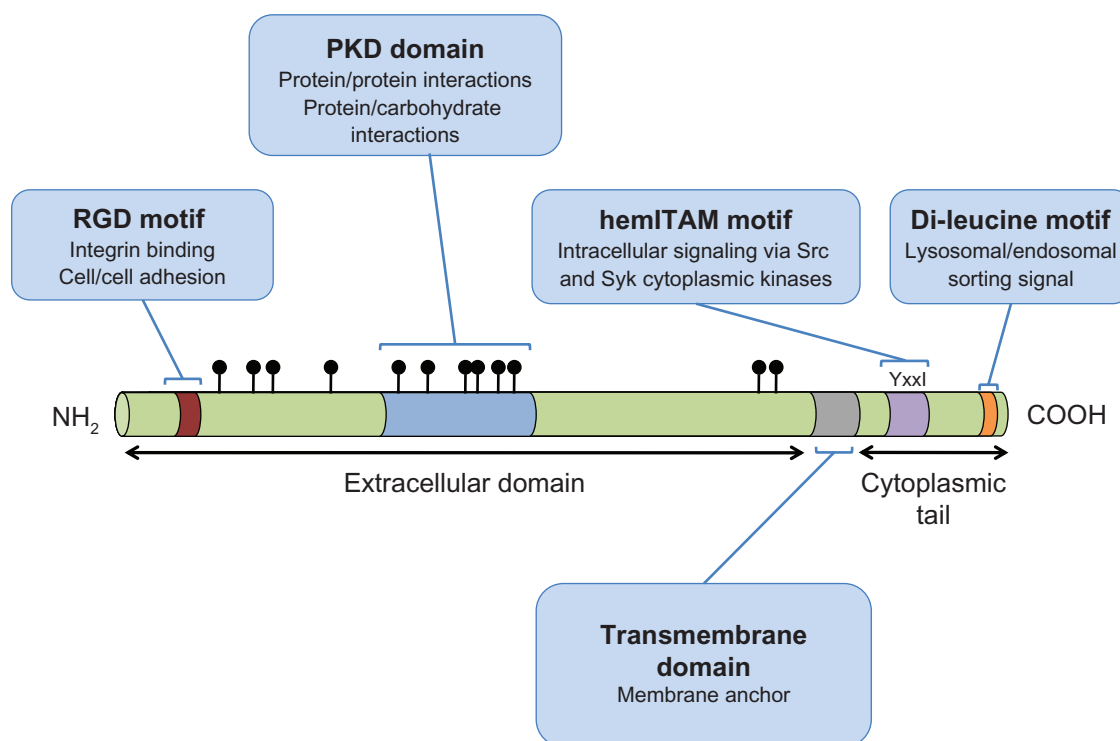 PKD domain
Protein/protein interactions
Protein/carbohydrate
interactions
RGD motif
Integrin binding
Cell/cell adhesion
hemITAM motif
Intracellular signaling via Src
and Syk cytoplasmic kinases
Di-leucine motif
Lysosomal/endosomal
sorting signal
YxxI
NH2
COOH
Extracellular domain
Cytoplasmic
tail
Transmembrane
domain
Membrane anchor